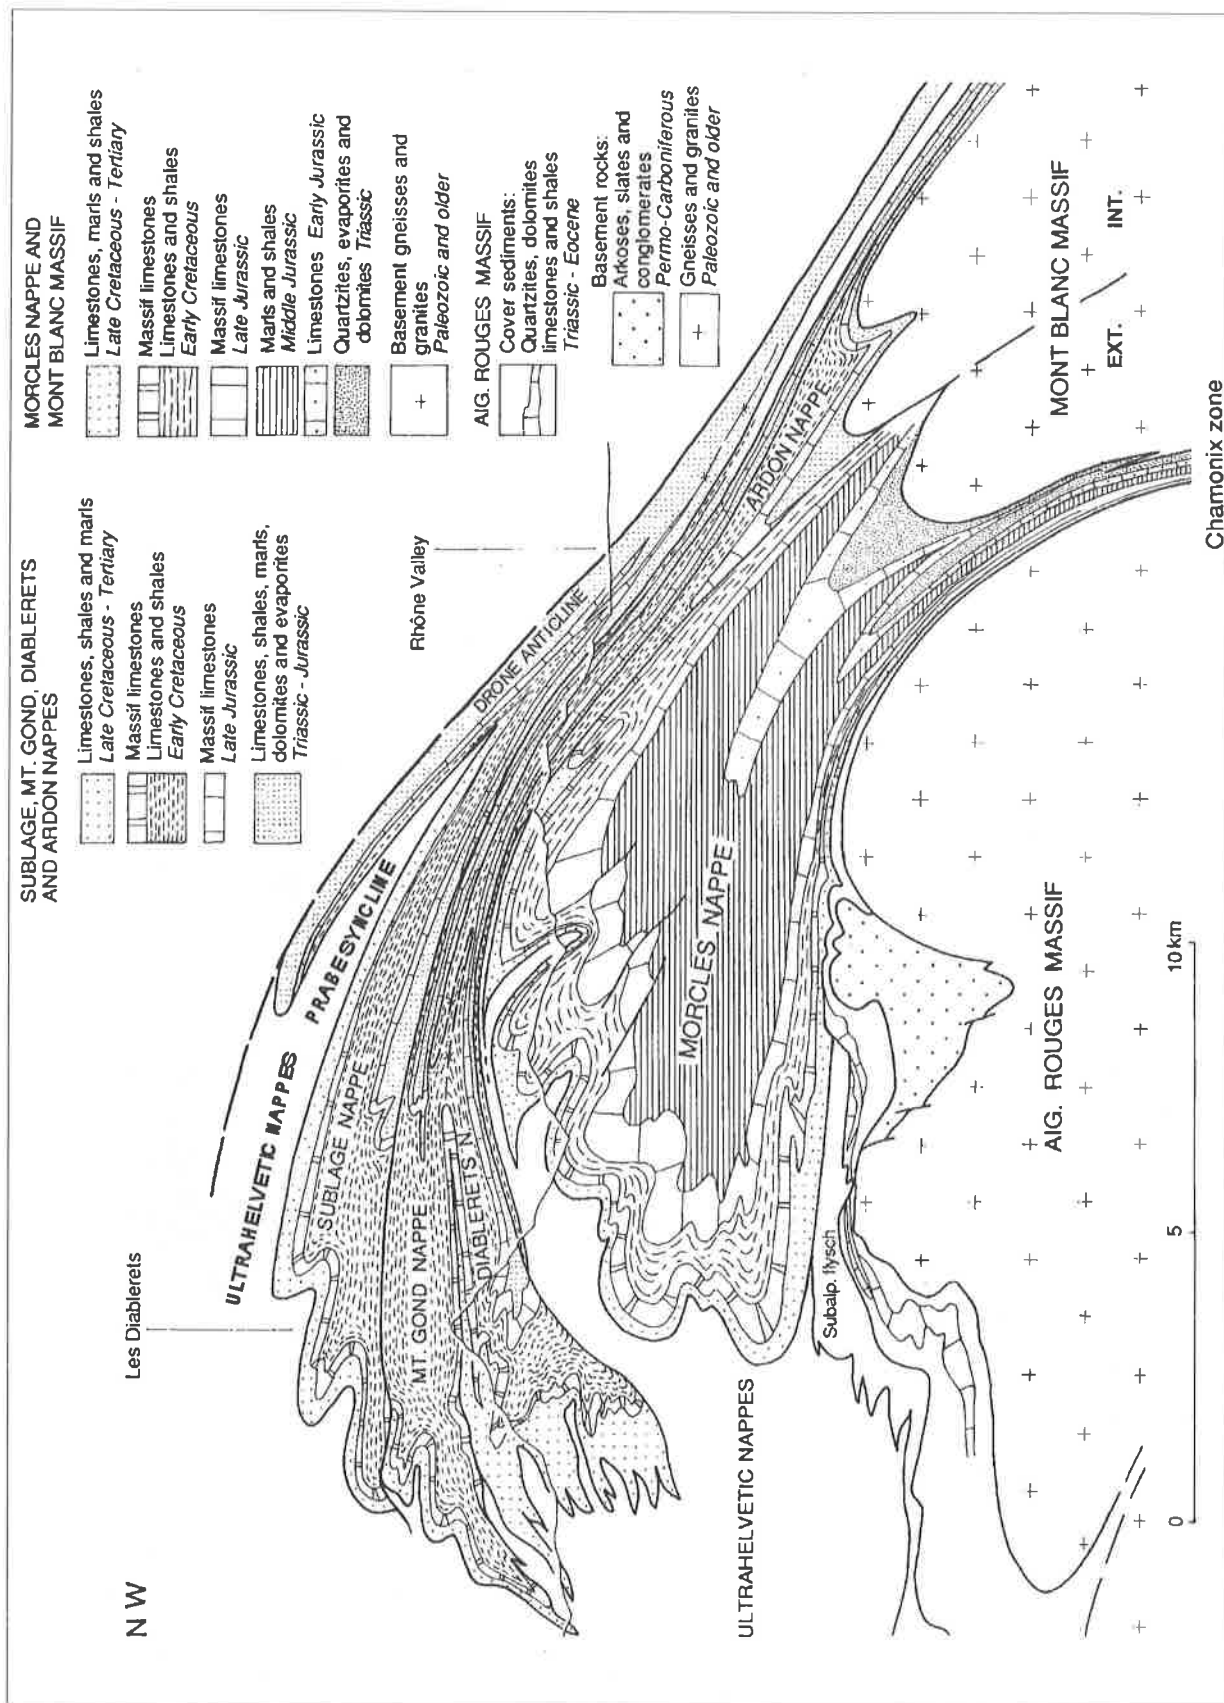 SUBLAGE, MT. GOND, DIABLERETS
AND ARDON NAPPES
Limestones, shales and marls
Late Cretaceous - Tertiary
Massif limestones
Limestones and shales
Early Cretaceous
Massif limestones
Late Jurassic
Limestones, shales, marls,
dolomites and evaporites
Triassic - Jurassic
MORCLES NAPPE AND
MONT BLANC MASSIF
Limestones, marls and shales
Late Cretaceous - Tertiary
Massif limestones
Limestones and shales
Early Cretaceous
Massif limestones
Late Jurassic
Marls and shales
Middle Jurassic
Limestones Early Jurassic
Quartzites, evaporites and
dolomites Triassic
Basement gneisses and
granites
Paleozoic and older
AIG. ROUGES MASSIF
Cover sediments:
Quartzites, dolomites
limestones and shales
Triassic - Eocene
Basement rocks:
Arkoses, slates and
conglomerates
Permo-Carboniferous
Gneisses and granites
Paleozoic and older
NW
Les Diablerets
Rhône Valley
ULTRAHELVETIC NAPPES
PRABESYNCLINE
DRONE ANTICLINE
SUBLAGE NAPPE
MT. GOND NAPPE
DIABLERETS N
ARDON NAPPE
MORCLES NAPPE
ULTRAHELVETIC NAPPES
Subalp. flysch
AIG. ROUGES MASSIF
MONT BLANC MASSIF
EXT.
INT.
Chamonix zone
0
5
10km